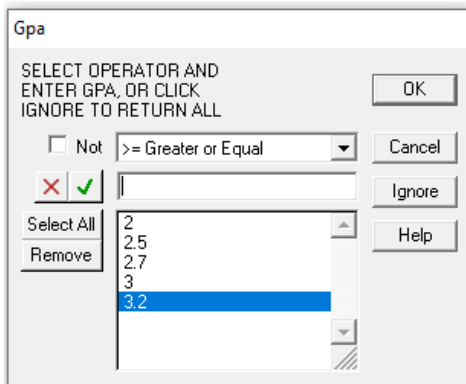 Gpa
SELECT OPERATOR AND
ENTER GPA, OR CLICK
IGNORE TO RETURN ALL
OK
Not
>= Greater or Equal
Cancel
Ignore
Select All
Remove
2
2.5
2.7
3
3.2
Help